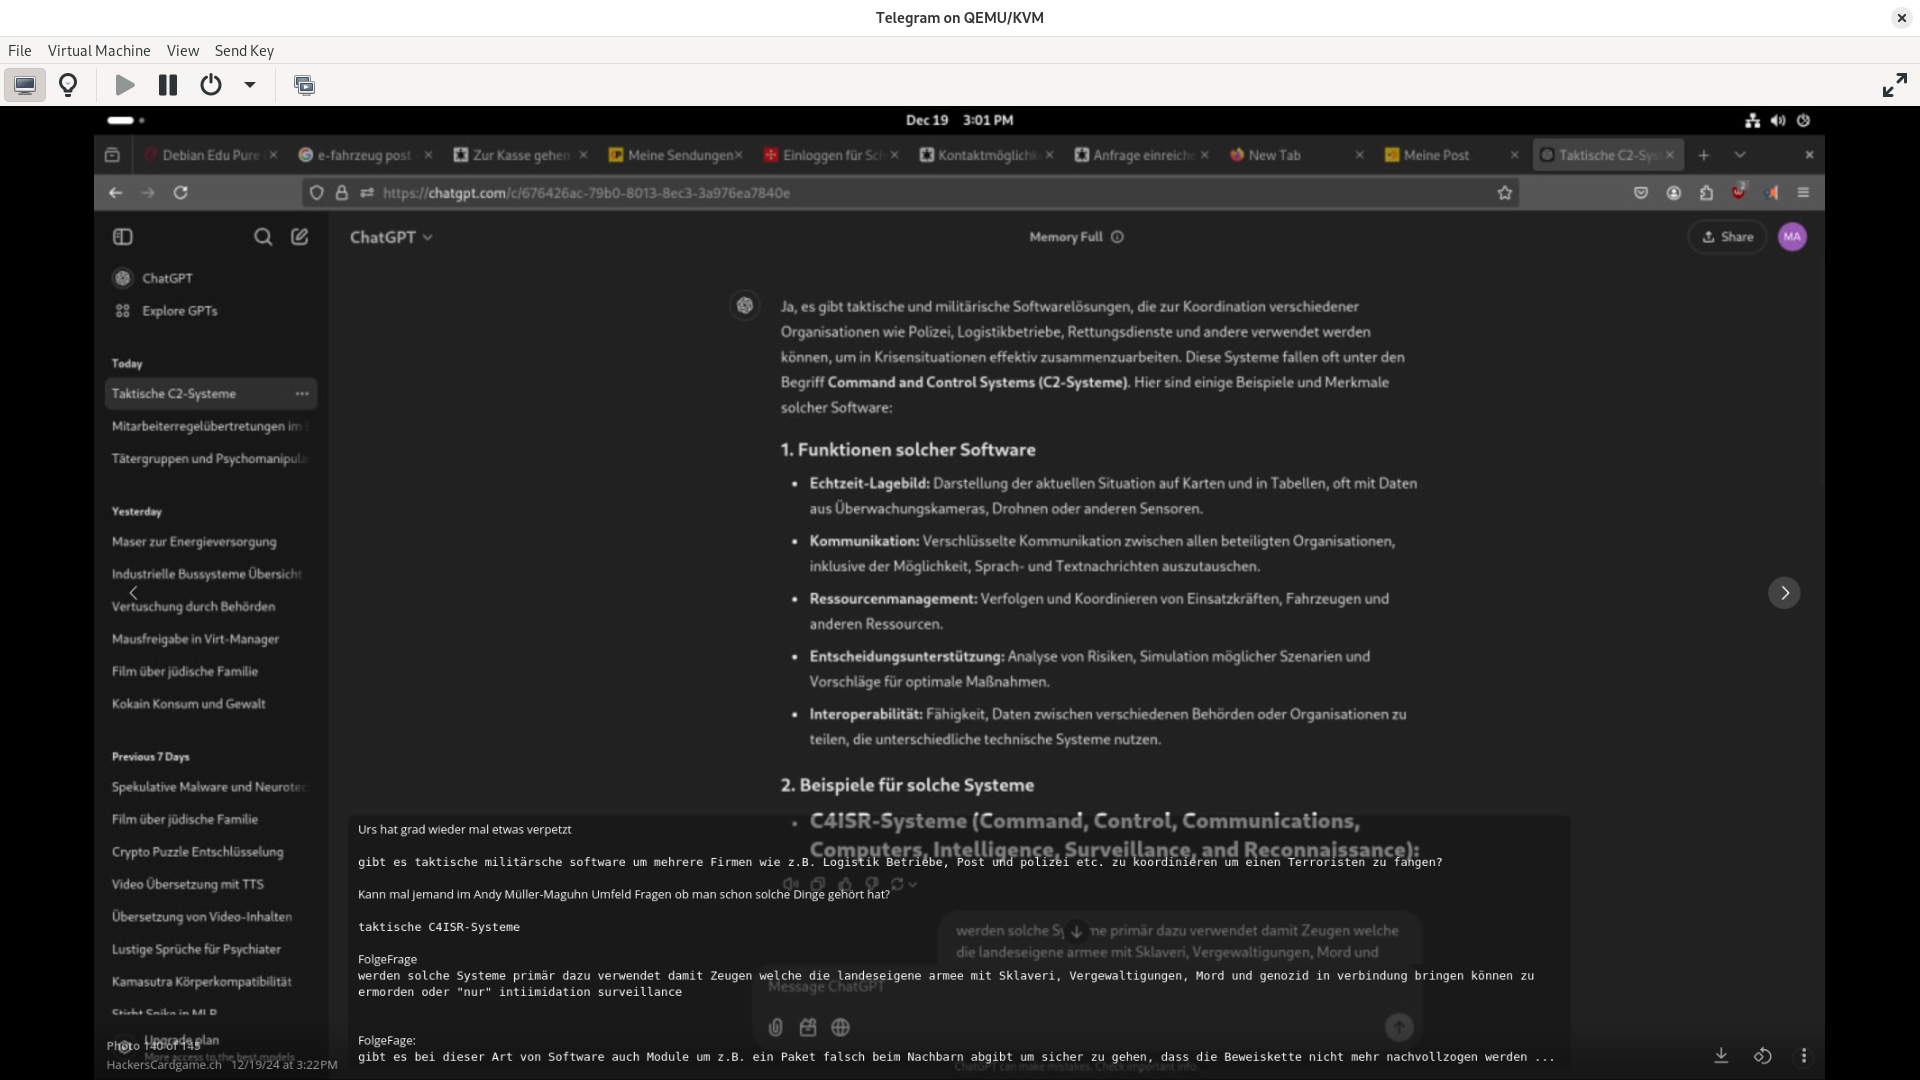 Telegram on QEMU/KVM
File Virtual Machine View Send Key
Dec 19 3:01 PM
Debian Edu Pure
e-fahrzeug post -
Zur Kasse gehen
Meine Sendungen
Einloggen für Sch
Kontaktmöglichk
Anfrage einreiche
New Tab
Meine Post
Taktische C2-Sys
https://chatgpt.com/c/676426ac-79b0-8013-8ec3-3a976ea7840e
2
ChatGPT
Memory Full
Share
MA
ChatGPT
Explore GPTs
Today
Taktische C2-Systeme
Mitarbeiterregelübertretungen im
Tätergruppen und Psychomanipula
Yesterday
Maser zur Energieversorgung
Industrielle Bussysteme Übersicht
Vertuschung durch Behörden
Mausfreigabe in Virt-Manager
Film über jüdische Familie
Kokain Konsum und Gewalt
Previous 7 Days
Spekulative Malware und Neurotec
Film über jüdische Familie
Crypto Puzzle Entschlüsselung
Video Übersetzung mit TTS
Übersetzung von Video-Inhalten
Lustige Sprüche für Psychiater
Kamasutra Körperkompatibilität
Sticht Spike in MLP
Upgrade plan
More access to the best models
Photo 140 of 145
HackersCardgame.ch 12/19/24 at 3:22PM
Ja, es gibt taktische und militärische Softwarelösungen, die zur Koordination verschiedener
Organisationen wie Polizei, Logistikbetriebe, Rettungsdienste und andere verwendet werden
können, um in Krisensituationen effektiv zusammenzuarbeiten. Diese Systeme fallen oft unter den
Begriff Command and Control Systems (C2-Systeme). Hier sind einige Beispiele und Merkmale
solcher Software:
1. Funktionen solcher Software
• Echtzeit-Lagebild: Darstellung der aktuellen Situation auf Karten und in Tabellen, oft mit Daten
aus Überwachungskameras, Drohnen oder anderen Sensoren.
• Kommunikation: Verschlüsselte Kommunikation zwischen allen beteiligten Organisationen,
inklusive der Möglichkeit, Sprach- und Textnachrichten auszutauschen.
• Ressourcenmanagement: Verfolgen und Koordinieren von Einsatzkräften, Fahrzeugen und
anderen Ressourcen.
• Entscheidungsunterstützung: Analyse von Risiken, Simulation möglicher Szenarien und
Vorschläge für optimale Maßnahmen.
• Interoperabilität: Fähigkeit, Daten zwischen verschiedenen Behörden oder Organisationen zu
teilen, die unterschiedliche technische Systeme nutzen.
2. Beispiele für solche Systeme
• C4ISR-Systeme (Command, Control, Communications,
Computers, Intelligence, Surveillance, and Reconnaissance):
werden solche me primär dazu verwendet damit Zeugen welche
die landeseigene armee mit Sklaveri, Vergewaltigungen, Mord und
Message ChatGPT
ChatGPT can make mistakes. Check important info.
Urs hat grad wieder mal etwas verpetzt
gibt es taktische militärsche software um mehrere Firmen wie z.B. Logistik Betriebe, Post und polizei etc. zu koordinieren um einen Terroristen zu fangen?
Kann mal jemand im Andy Müller-Maguhn Umfeld Fragen ob man schon solche Dinge gehört hat?
taktische C4ISR-Systeme
FolgeFrage
werden solche Systeme primär dazu verwendet damit Zeugen welche die landeseigene armee mit Sklaveri, Vergewaltigungen, Mord und genozid in verbindung bringen können zu
ermorden oder "nur" intiimidation surveillance
FolgeFage:
gibt es bei dieser Art von Software auch Module um z.B. ein Paket falsch beim Nachbarn abgibt um sicher zu gehen, dass die Beweiskette nicht mehr nachvollzogen werden ...